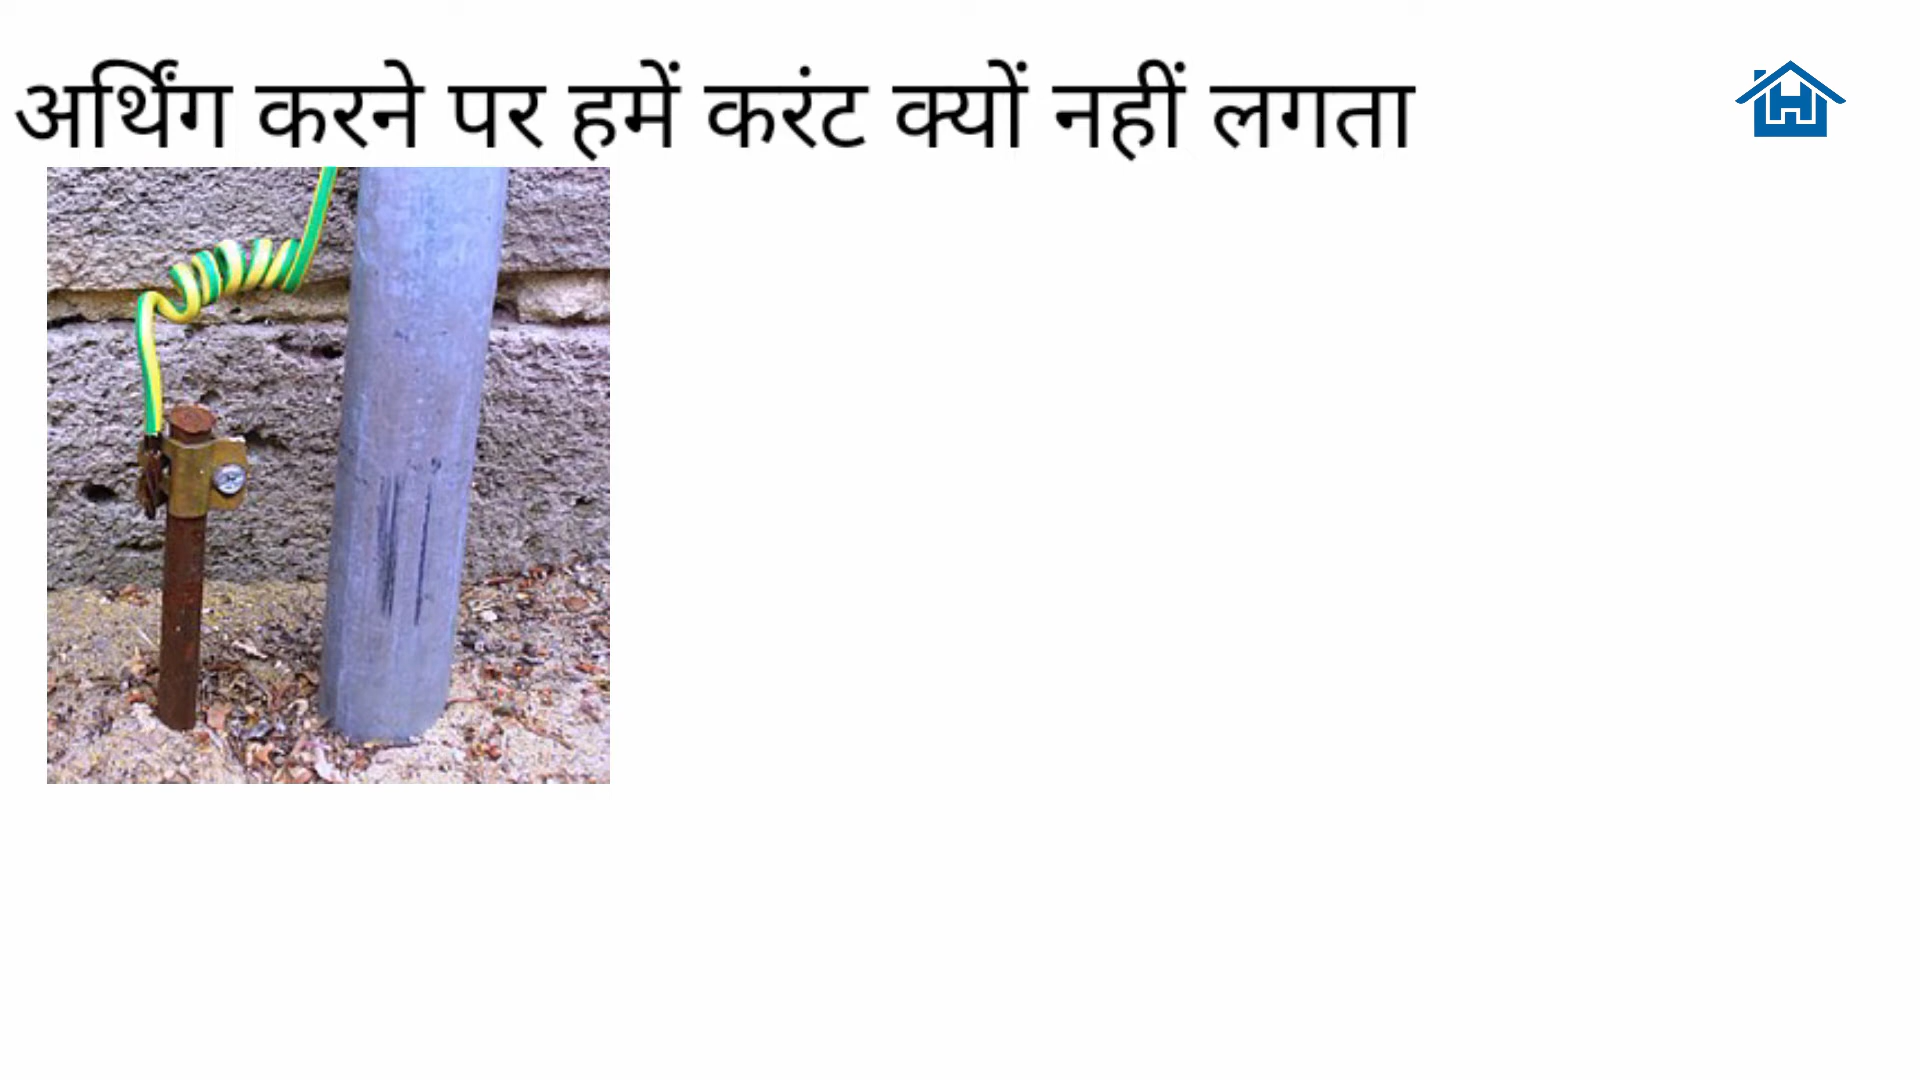 अर्थिंग करने पर हमें करंट क्यों नहीं लगता